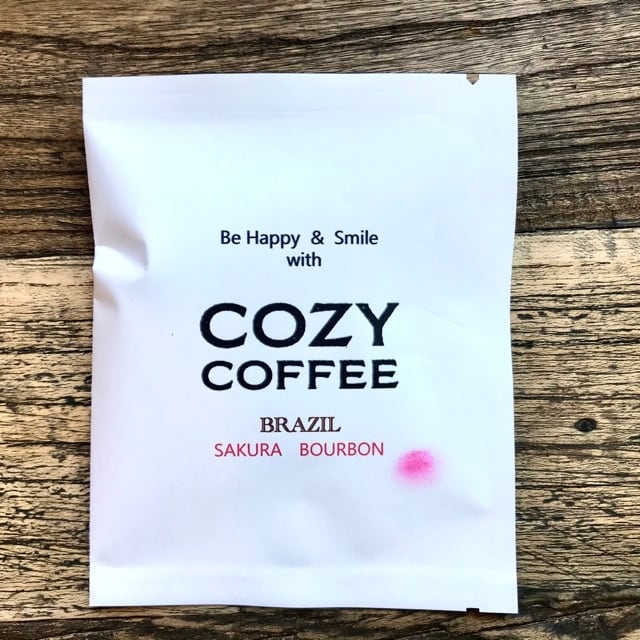 Be Happy & Smile
with
COZY
COFFEE
BRAZIL
SAKURA BOURBON